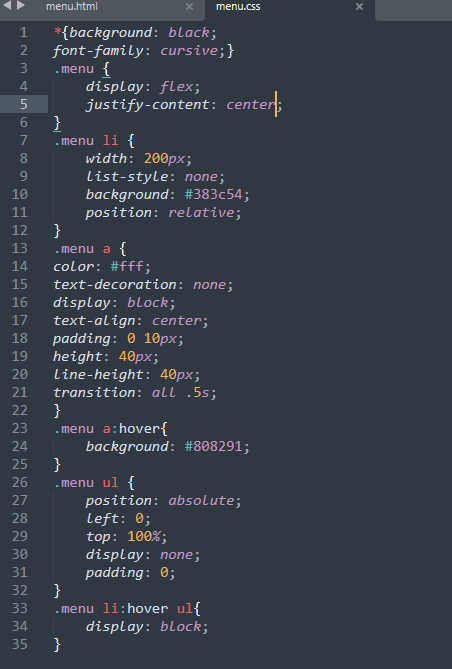 menu.html × menu.css ×
1 *{background: black;
2 font-family: cursive;}
3 .menu {
4 display: flex;
5 justify-content: center;
6 }
7 .menu li {
8 width: 200px;
9 list-style: none;
10 background: #383c54;
11 position: relative;
12 }
13 .menu a {
14 color: #fff;
15 text-decoration: none;
16 display: block;
17 text-align: center;
18 padding: 0 10px;
19 height: 40px;
20 line-height: 40px;
21 transition: all .5s;
22 }
23 .menu a:hover{
24 background: #808291;
25 }
26 .menu ul {
27 position: absolute;
28 left: 0;
29 top: 100%;
30 display: none;
31 padding: 0;
32 }
33 .menu li:hover ul{
34 display: block;
35 }